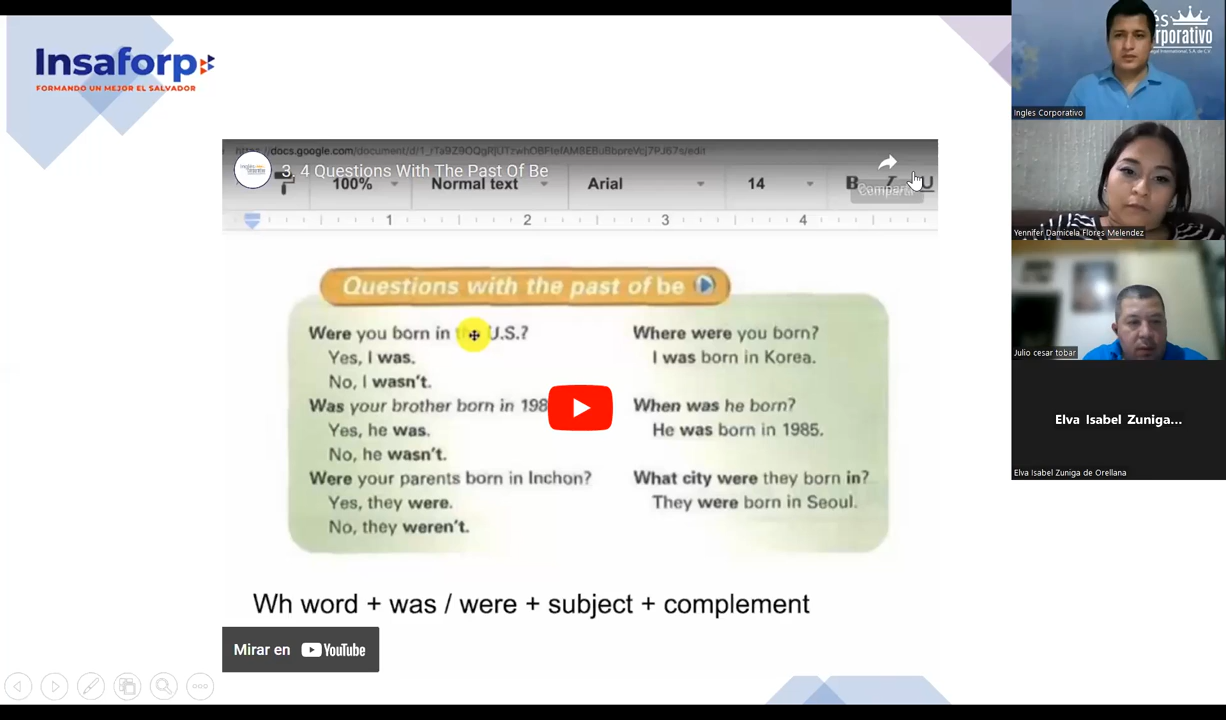 Insaforp
FORMANDO UN MEJOR EL SALVADOR
3. 4 Questions With The Past Of Be
100%
Normal text
Arial
14
B I U
Compartir
1 2 3 4
Questions with the past of be
Were you born in the U.S.?
Yes, I was.
No, I wasn't.
Was your brother born in 198
Yes, he was.
No, he wasn't.
Were your parents born in Inchon?
Yes, they were.
No, they weren't.
Where were you born?
I was born in Korea.
When was he born?
He was born in 1985.
What city were they born in?
They were born in Seoul.
Wh word + was / were + subject + complement
Mirar en YouTube
Ingles Corporativo
Yennifer Damicela Flores Melendez
Julio cesar tobar
Elva Isabel Zuniga...
Elva Isabel Zuniga de Orellana